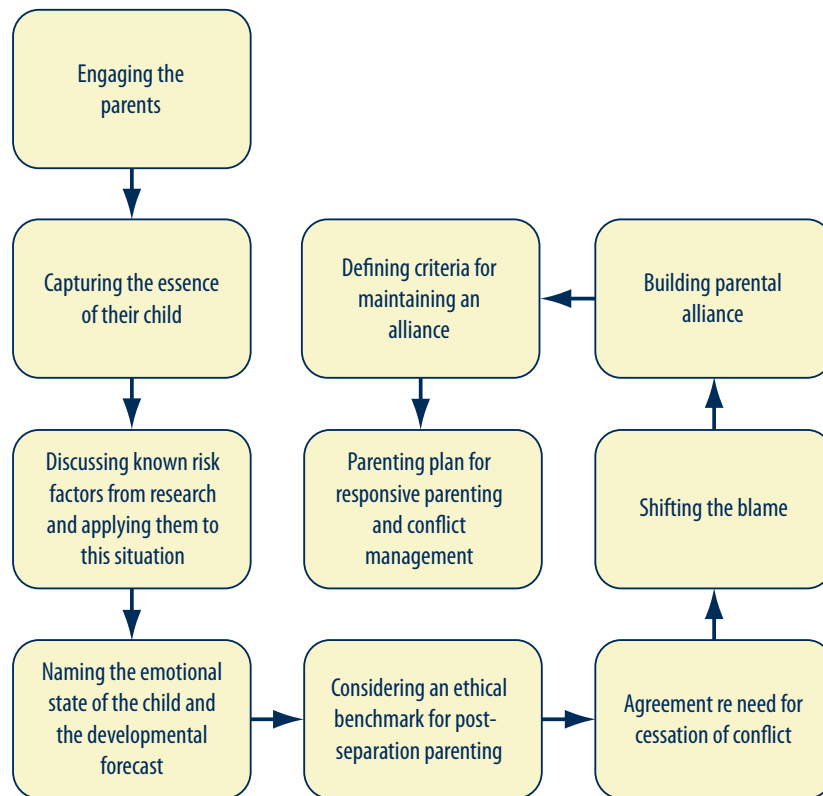 Engaging the
parents
Capturing the essence
of their child
Discussing known risk
factors from research
and applying them to
this situation
Naming the emotional
state of the child and
the developmental
forecast
Considering an ethical
benchmark for post-
separation parenting
Agreement re need for
cessation of conflict
Shifting the blame
Building parental
alliance
Defining criteria for
maintaining an
alliance
Parenting plan for
responsive parenting
and conflict
management